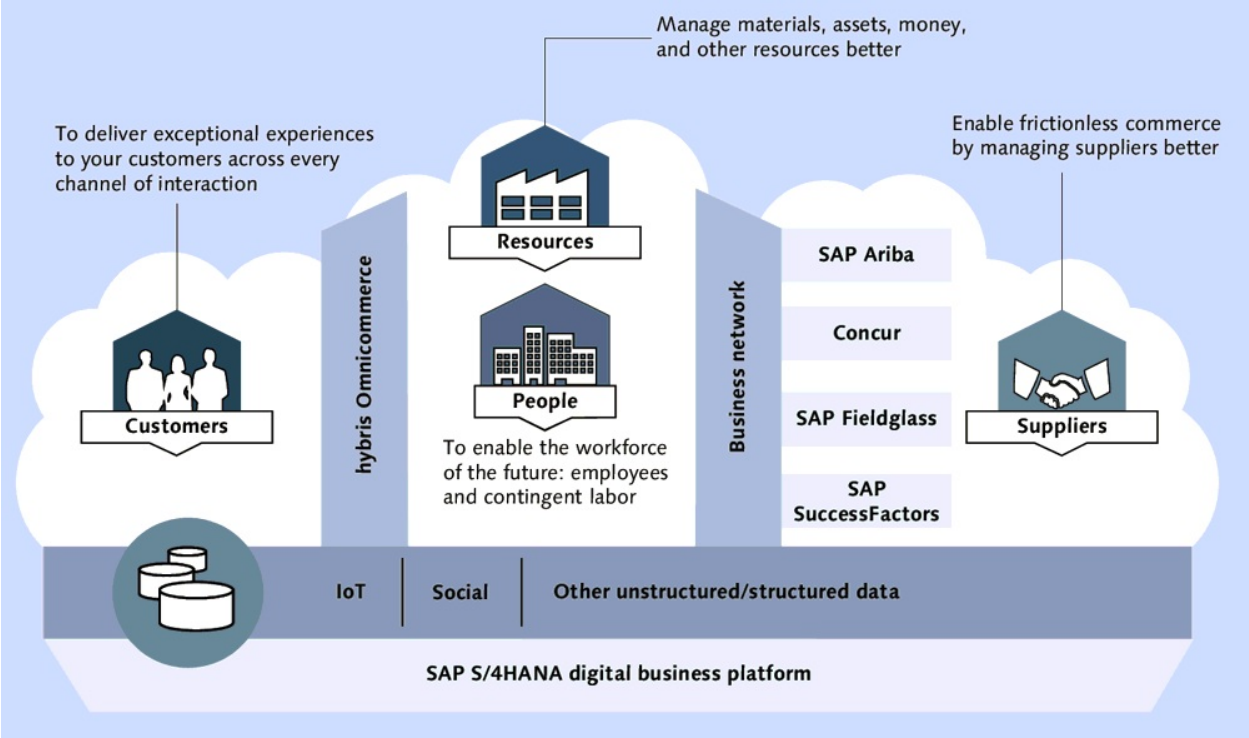 Manage materials, assets, money,
and other resources better
To deliver exceptional experiences
to your customers across every
channel of interaction
Enable frictionless commerce
by managing suppliers better
Resources
hybris Omnicommerce
Business network
SAP Ariba
Concur
People
Customers
SAP Fieldglass
Suppliers
To enable the workforce
of the future: employees
and contingent labor
SAP
SuccessFactors
IoT
Social
Other unstructured/structured data
SAP S/4HANA digital business platform